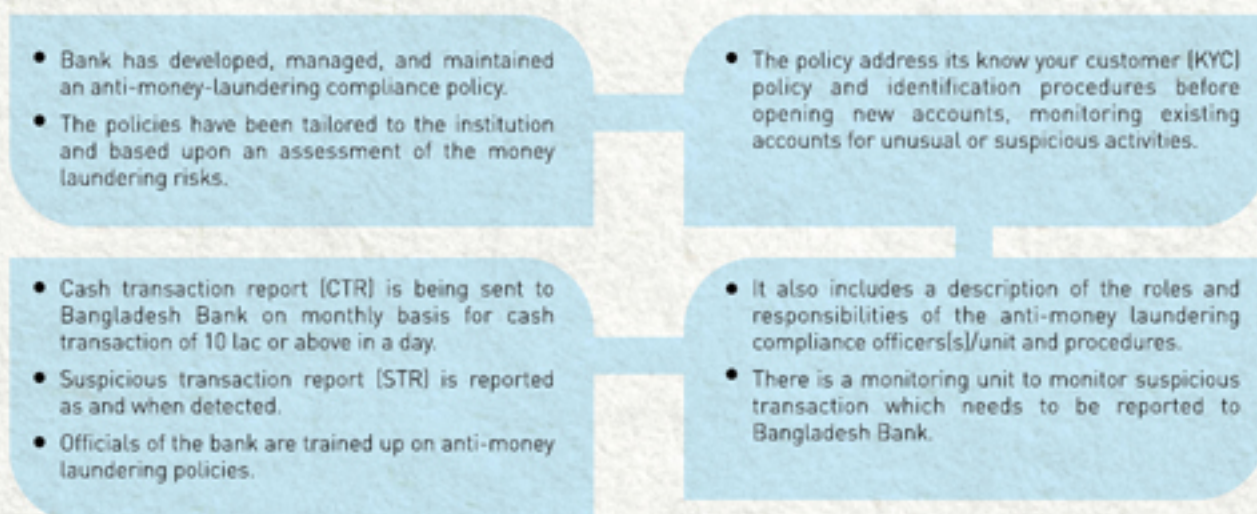 • Bank has developed, managed, and maintained
an anti-money-laundering compliance policy.
• The policies have been tailored to the institution
and based upon an assessment of the money
laundering risks.
• The policy address its know your customer (KYC)
policy and identification procedures before
opening new accounts, monitoring existing
accounts for unusual or suspicious activities.
• It also includes a description of the roles and
responsibilities of the anti-money laundering
compliance officers(s)/unit and procedures.
• There is a monitoring unit to monitor suspicious
transaction which needs to be reported to
Bangladesh Bank.
• Cash transaction report (CTR) is being sent to
Bangladesh Bank on monthly basis for cash
transaction of 10 lac or above in a day.
• Suspicious transaction report (STR) is reported
as and when detected.
• Officials of the bank are trained up on anti-money
laundering policies.